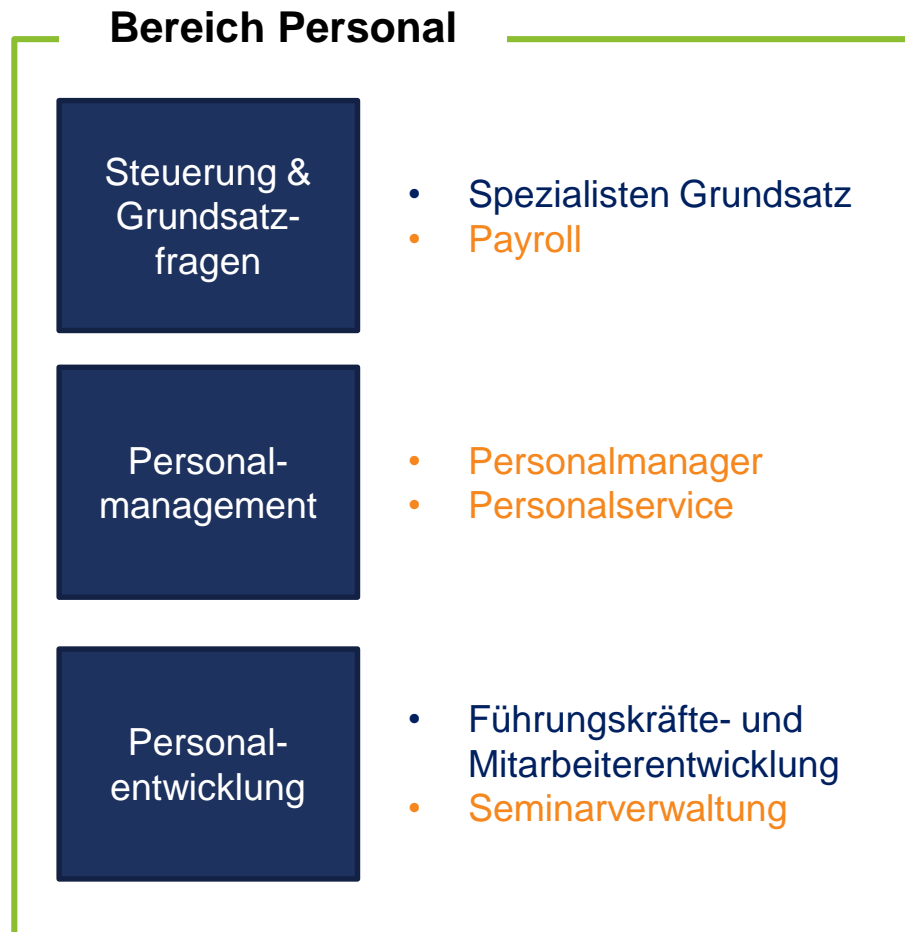 Bereich Personal
Steuerung &
Grundsatz-
fragen
• Spezialisten Grundsatz
• Payroll
Personal-
management
• Personalmanager
• Personalservice
Personal-
entwicklung
• Führungskräfte- und
Mitarbeiterentwicklung
• Seminarverwaltung